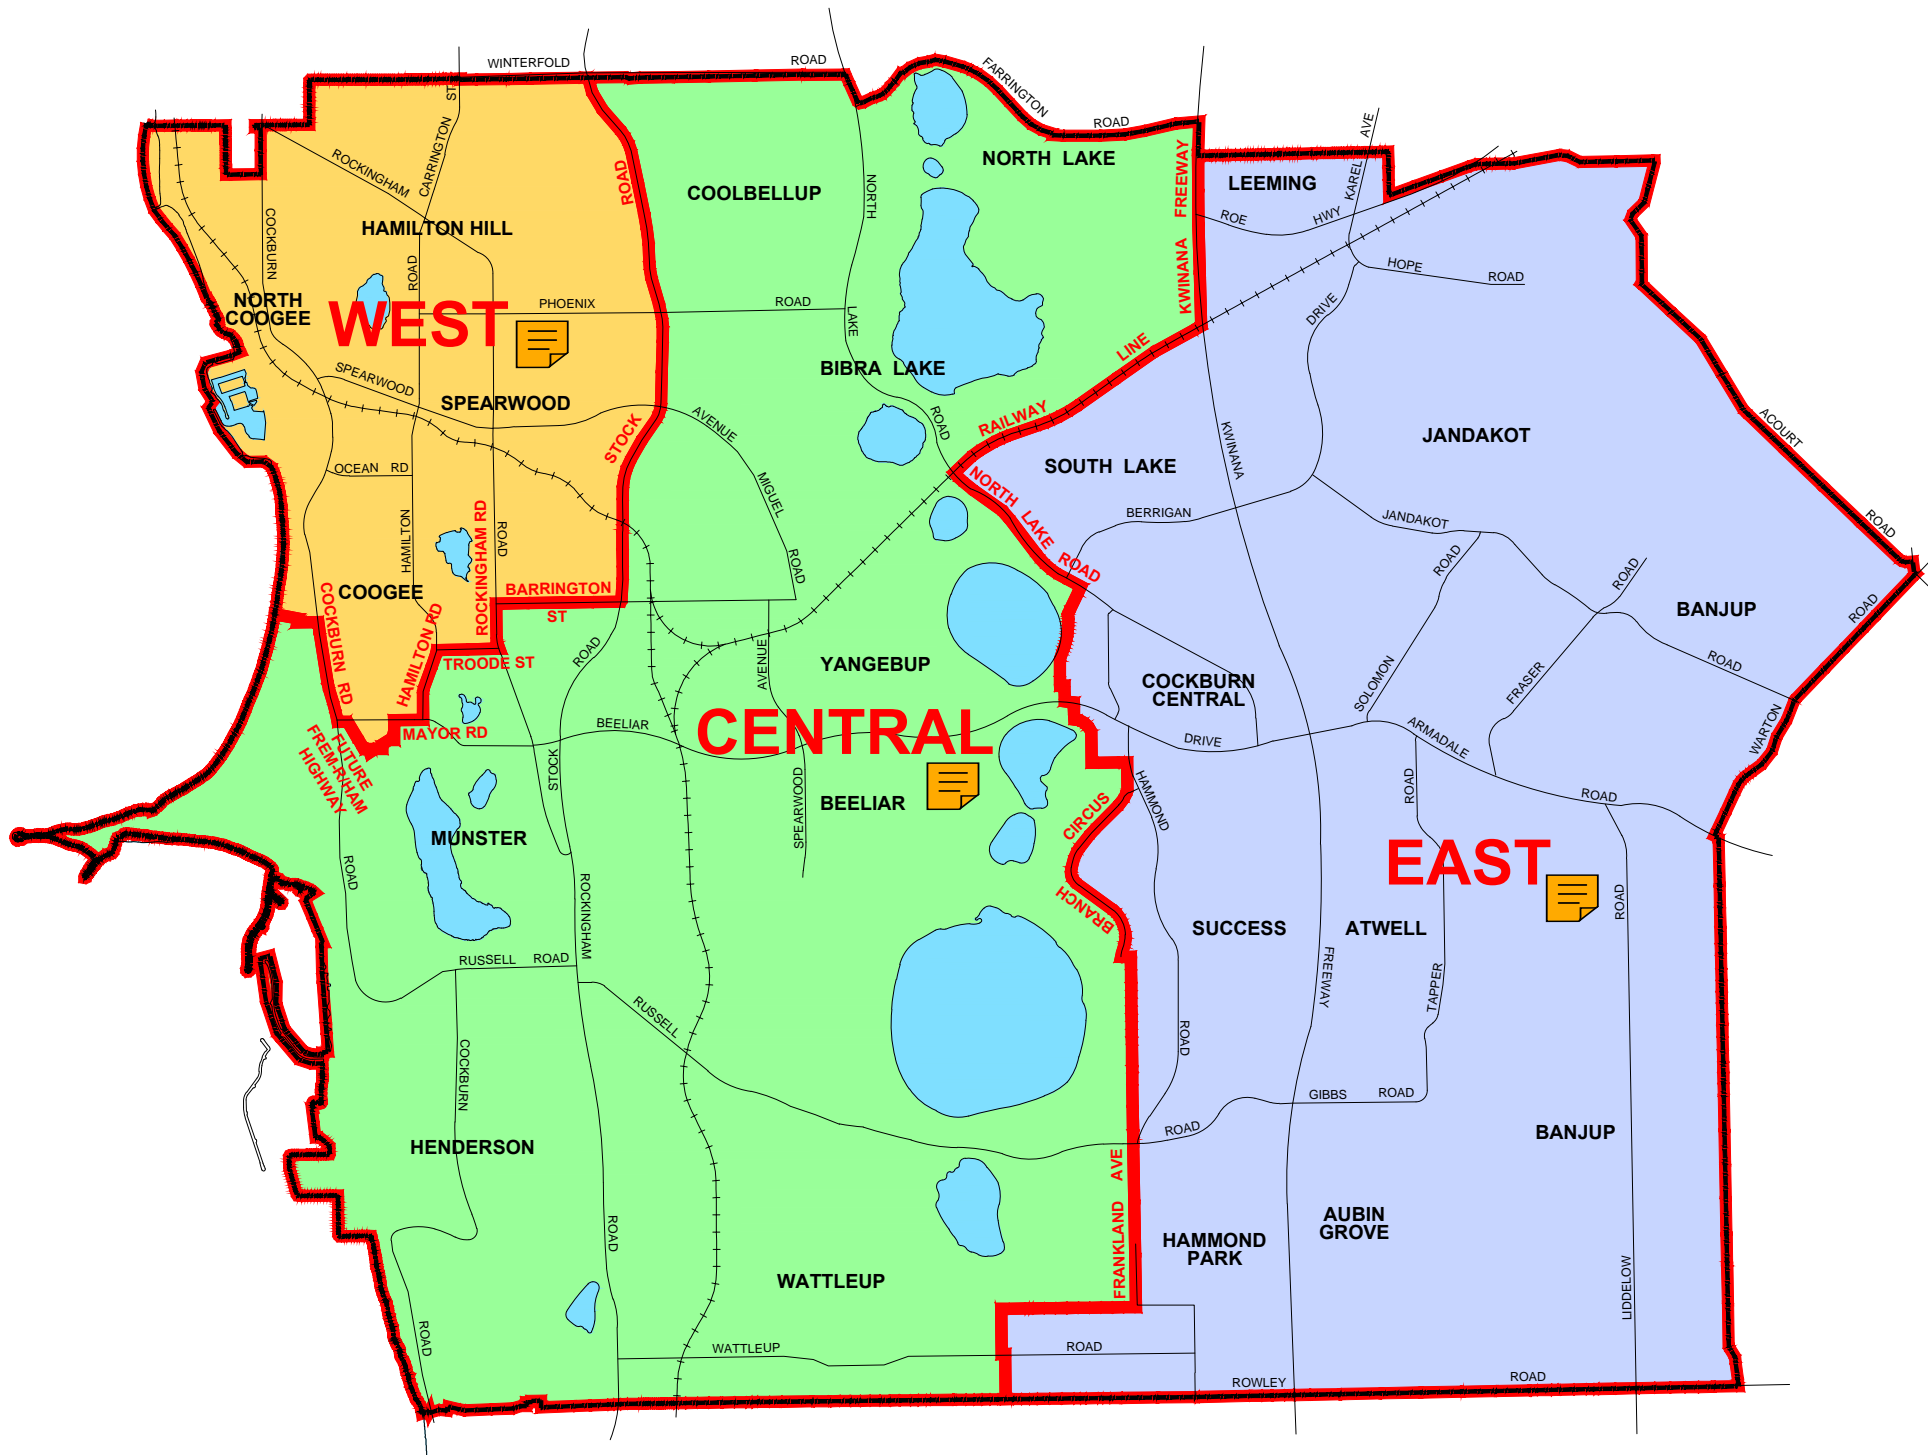 WINTERFOLD
ROAD
FARRINGTON
ROAD
ST
CARRINGTON
ROCKINGHAM
ROAD
COCKBURN
HAMILTON HILL
ROAD
COOLBELLUP
NORTH
NORTH LAKE
KWINANA FREEWAY
LEEMING
KAREL AVE
ROE
HWY
HOPE
ROAD
DRIVE
NORTH
COOGEE
WEST
PHOENIX
ROAD
LAKE
LINE
SPEARWOOD
SPEARWOOD
BIBRA LAKE
ROAD
AVENUE
STOCK
RAILWAY
KWINANA
JANDAKOT
ACOURT
ROAD
OCEAN RD
MIGUEL
ROAD
SOUTH LAKE
NORTH LAKE ROAD
BERRIGAN
JANDAKOT
ROAD
ROAD
HAMILTON
ROCKINGHAM RD
ROAD
COOGEE
BARRINGTON
ST
COCKBURN RD
HAMILTON RD
TROODE ST
ROAD
AVENUE
YANGEBUP
BANJUP
ROAD
ROAD
COCKBURN
CENTRAL
SOLOMON
FRASER
MAYOR RD
FUTURE
FREM-R/HAM
HIGHWAY
BEELIAR
CENTRAL
DRIVE
ARMADALE
WARTON
STOCK
SPEARWOOD
BEELIAR
HAMMOND
CIRCUS
ROAD
ROAD
MUNSTER
ROAD
EAST
BRANCH
ROCKINGHAM
ROAD
SUCCESS
ATWELL
RUSSELL ROAD
RUSSELL
FREEWAY
TAPPER
ROAD
COCKBURN
GIBBS ROAD
ROAD
HENDERSON
BANJUP
FRANKLAND AVE
ROAD
HAMMOND
PARK
AUBIN
GROVE
WATTLEUP
LIDDELOW
ROAD
WATTLEUP
ROAD
ROWLEY
ROAD